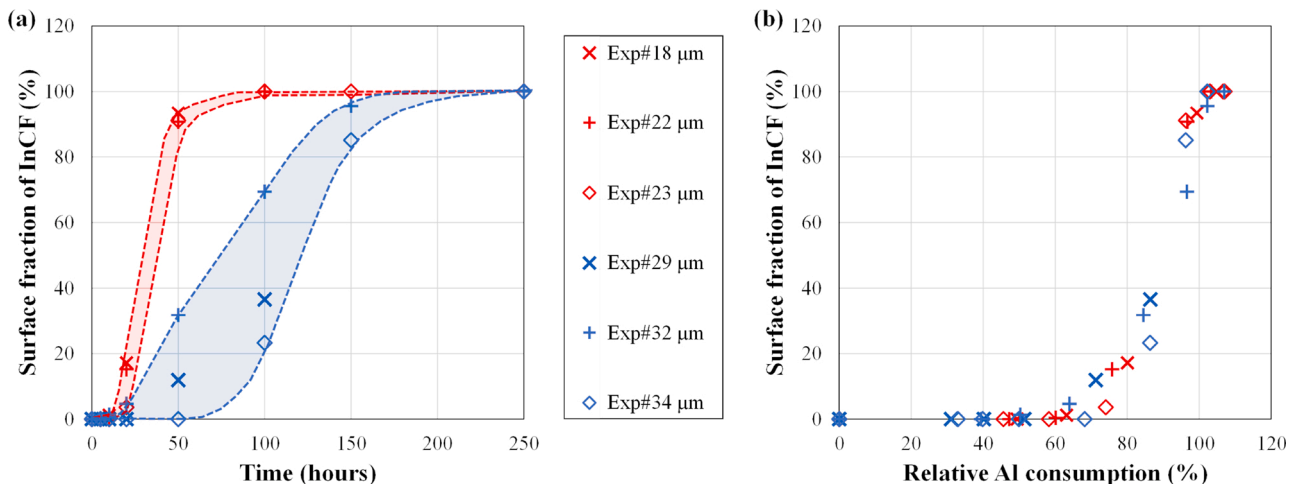 (a)
Surface fraction of InCF (%)
120
100
80
60
40
20
0
0 50 100 150 200 250
Time (hours)
Exp#18 μm
Exp#22 μm
Exp#23 μm
Exp#29 μm
Exp#32 μm
Exp#34 μm
(b)
Surface fraction of InCF (%)
120
100
80
60
40
20
0
0 20 40 60 80 100 120
Relative Al consumption (%)